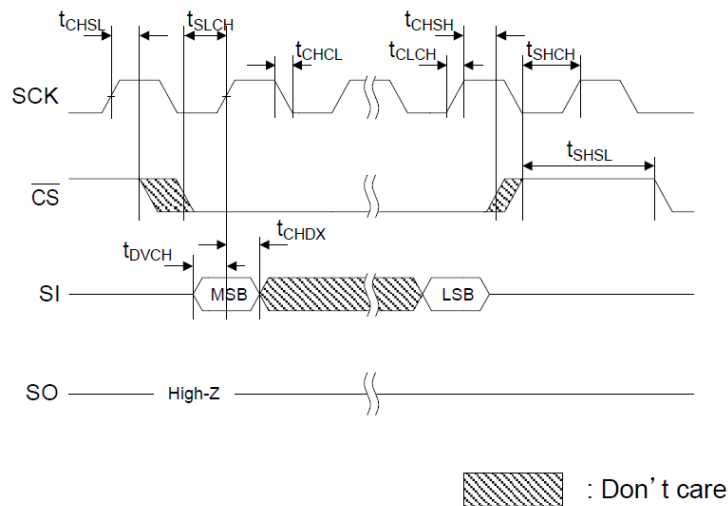 tCHSL
tSLCH
tCHCL
tCHSH
tCLCH
tSHCH
SCK
tSHSL
CS
tDVCH
tCHDX
SI
MSB
LSB
SO
High-Z
: Don’t care